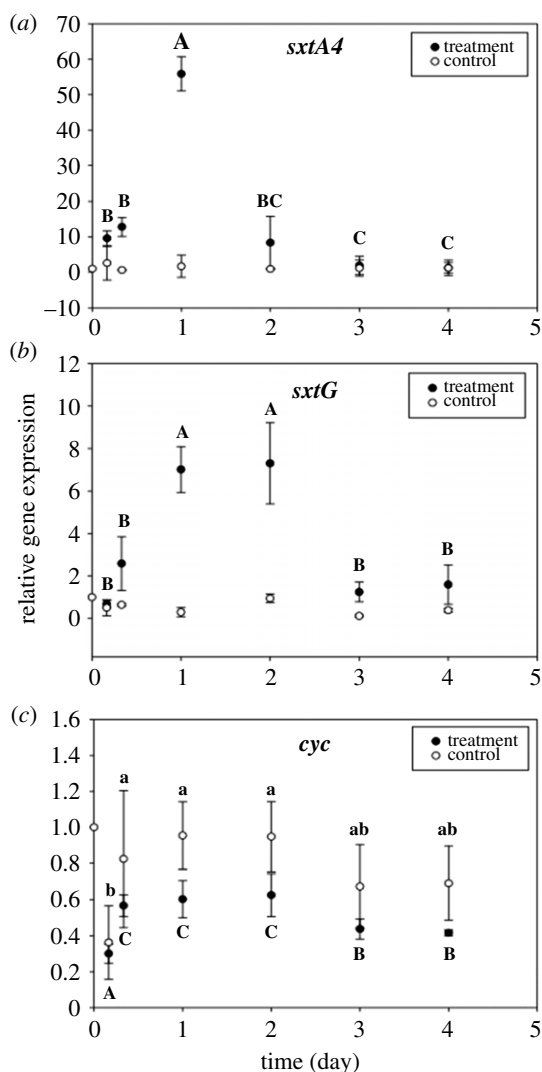 (a)
70
60
50
40
30
20
10
0
–10
sxtA4
treatment
control
B
B
A
BC
C
C
0 1 2 3 4 5
(b)
relative gene expression
12
10
8
6
4
2
0
sxtG
treatment
control
B
B
A
A
B
B
0 1 2 3 4 5
(c)
1.6
1.4
1.2
1.0
0.8
0.6
0.4
0.2
0
cyc
treatment
control
b
a
a
a
ab
ab
A
C
C
C
B
B
0 1 2 3 4 5
time (day)